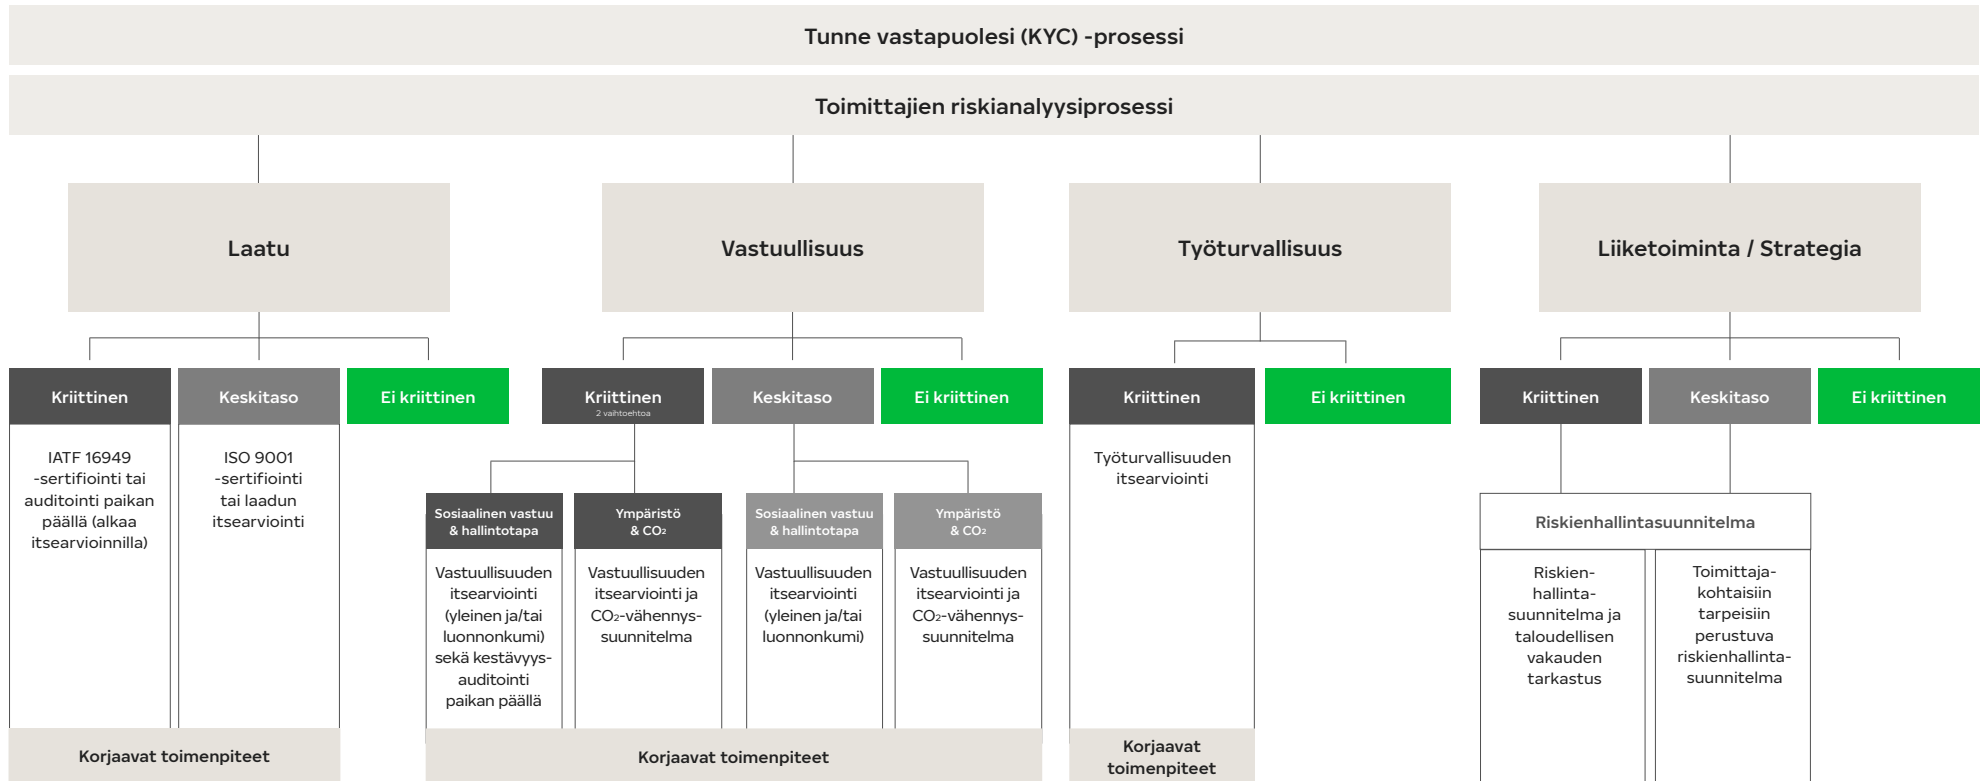 Tunne vastapuolesi (KYC) -prosessi
Toimittajien riskianalyysiprosessi
Laatu
Vastuullisuus
Työturvallisuus
Liiketoiminta / Strategia
Kriittinen
Keskitaso
Ei kriittinen
Kriittinen
2 vaihtoehtoa
Keskitaso
Ei kriittinen
Kriittinen
Ei kriittinen
Kriittinen
Keskitaso
Ei kriittinen
IATF 16949
-sertifiointi tai
auditointi paikan
päällä (alkaa
itsearvioinnilla)
ISO 9001
-sertifiointi
tai laadun
itsearviointi
Sosiaalinen vastuu
& hallintotapa
Vastuullisuuden
itsearviointi
(yleinen ja/tai
luonnonkumi)
sekä kestävyys-
auditointi
paikan päällä
Ympäristö
& CO₂
Vastuullisuuden
itsearviointi ja
CO₂-vähennys-
suunnitelma
Sosiaalinen vastuu
& hallintotapa
Vastuullisuuden
itsearviointi
(yleinen ja/tai
luonnonkumi)
Ympäristö
& CO₂
Vastuullisuuden
itsearviointi ja
CO₂-vähennys-
suunnitelma
Työturvallisuuden
itsearviointi
Riskienhallintasuunnitelma
Riskien-
hallinta-
suunnitelma ja
taloudellisen
vakauden
tarkastus
Toimittaja-
kohtaisiin
tarpeisiin
perustuva
riskienhallinta-
suunnitelma
Korjaavat toimenpiteet
Korjaavat toimenpiteet
Korjaavat
toimenpiteet